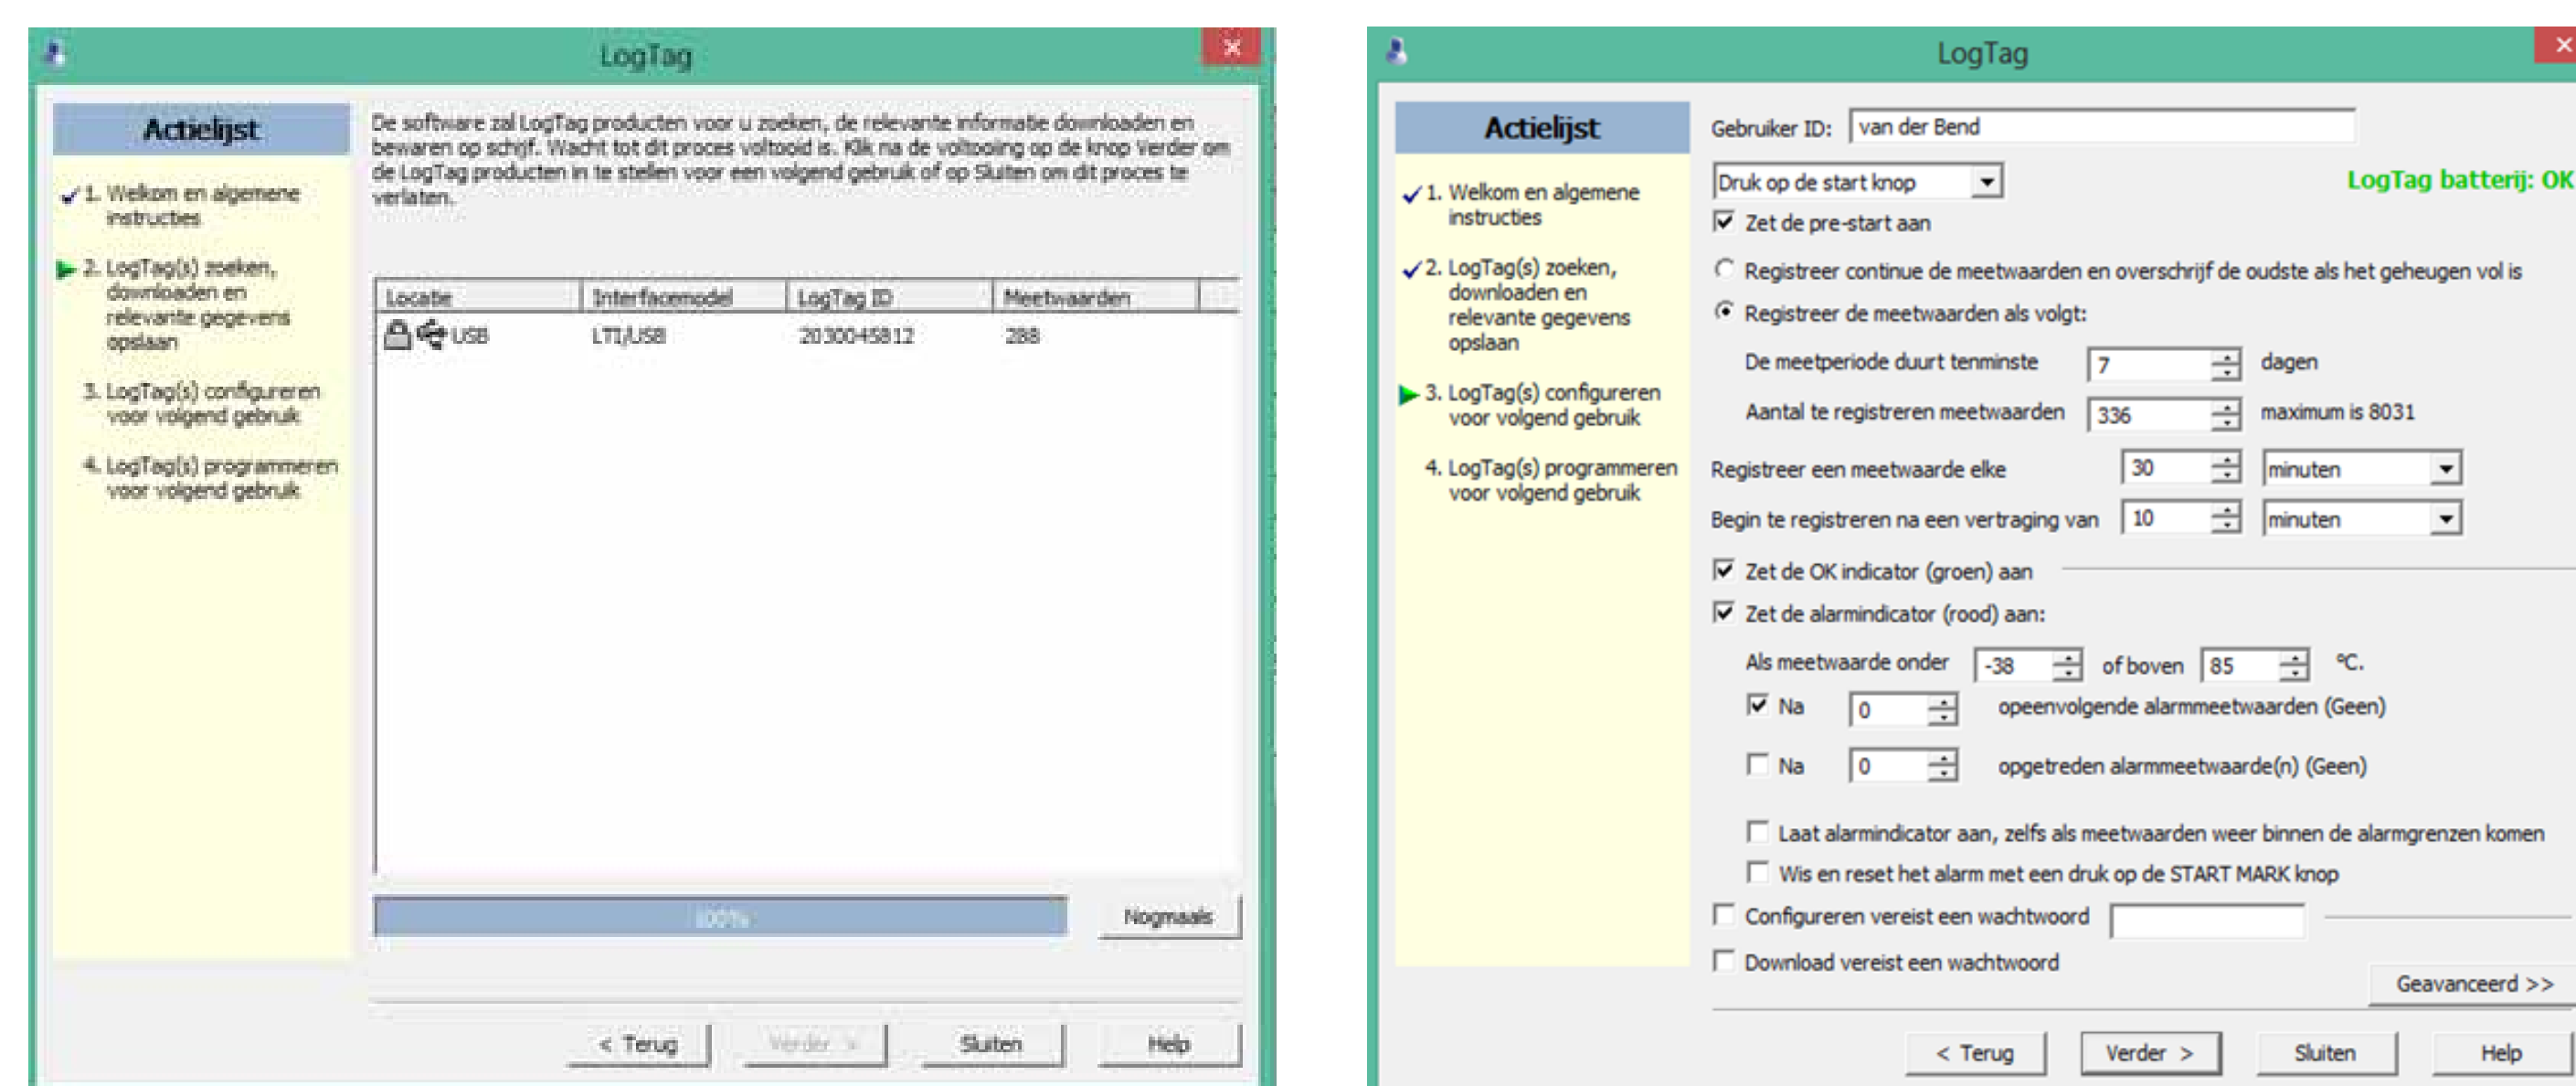 LogTag
Actielijst
1. Welkom en algemene
instructies
2. LogTag(s) zoeken,
downloaden en
relevante gegevens
opslaan
3. LogTag(s) configureren
voor volgend gebruik
4. LogTag(s) programmeren
voor volgend gebruik
De software zal LogTag producten voor u zoeken, de relevante informatie downloaden en
bewaren op schijf. Wacht tot dit proces voltooid is. Klik na de voltooiing op de knop Verder om
de LogTag producten in te stellen voor een volgend gebruik of op Sluiten om dit proces te
verlaten.
Locatie Interfacemodel LogTag ID Meetwaarden
USB LTI/USB 2030045812 288
100%
Nogmaals
< Terug Verder > Sluiten Help
LogTag
Actielijst
1. Welkom en algemene
instructies
2. LogTag(s) zoeken,
downloaden en
relevante gegevens
opslaan
3. LogTag(s) configureren
voor volgend gebruik
4. LogTag(s) programmeren
voor volgend gebruik
Gebruiker ID: van der Bend
Druk op de start knop
LogTag batterij: OK
Zet de pre-start aan
Registreer continue de meetwaarden en overschrijf de oudste als het geheugen vol is
Registreer de meetwaarden als volgt:
De meetperiode duurt tenminste 7 dagen
Aantal te registreren meetwaarden 336 maximum is 8031
Registreer een meetwaarde elke 30 minuten
Begin te registreren na een vertraging van 10 minuten
Zet de OK indicator (groen) aan
Zet de alarmindicator (rood) aan:
Als meetwaarde onder -38 of boven 85 °C.
Na 0 opeenvolgende alarmmeetwaarden (Geen)
Na 0 opgetreden alarmmeetwaarde(n) (Geen)
Laat alarmindicator aan, zelfs als meetwaarden weer binnen de alarmgrenzen komen
Wis en reset het alarm met een druk op de START MARK knop
Configureren vereist een wachtwoord
Download vereist een wachtwoord
Geavanceerd >>
< Terug Verder > Sluiten Help